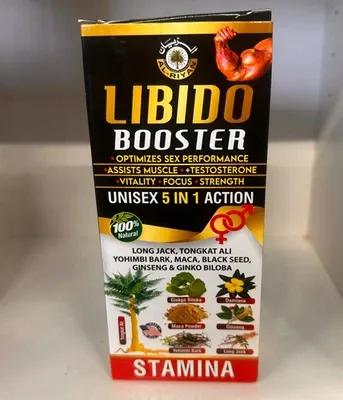 AL-RIYAN
LIBIDO
BOOSTER
• OPTIMIZES SEX PERFORMANCE
• ASSISTS MUSCLE • +TESTOSTERONE
• VITALITY • FOCUS • STRENGTH
UNISEX 5 IN 1 ACTION
100%
Natural
LONG JACK, TONGKAT ALI
YOHIMBI BARK, MACA, BLACK SEED,
GINSENG & GINKO BILOBA
Ginkgo Biloba
Damiana
Maca Powder
Ginseng
Tongkat Ali
Yohimbi Bark
Long Jack
STAMINA